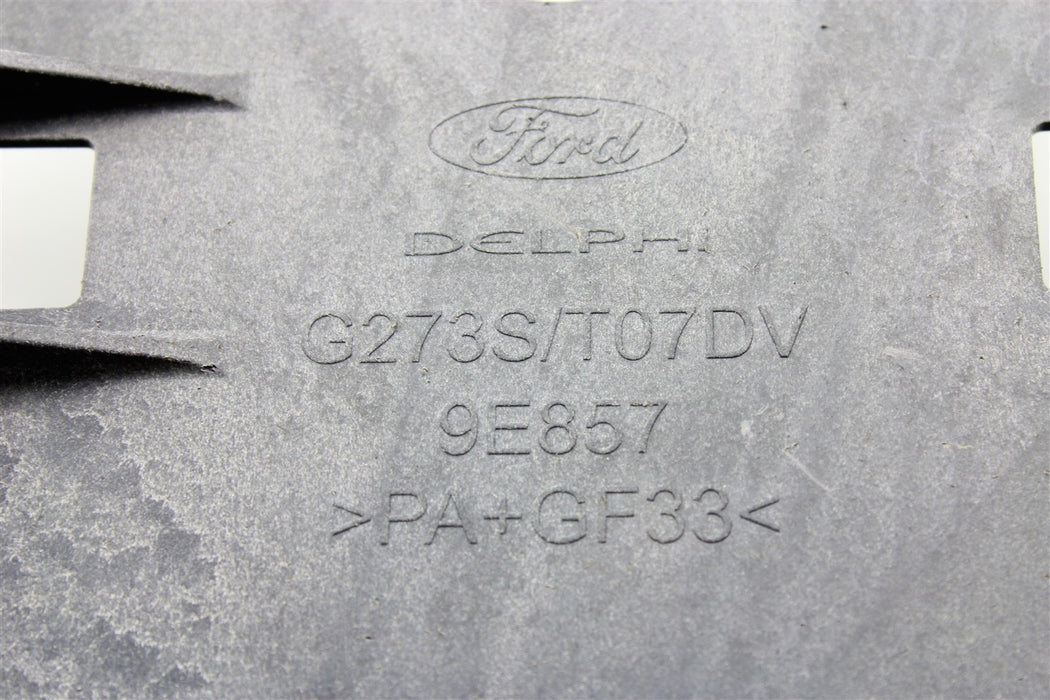 Ford
DELPHI
G273S/T07DV
9E857
>PA+GF33<